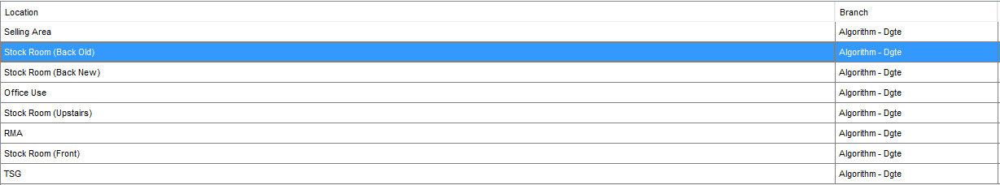 Location Branch
Selling Area Algorithm - Dgte
Stock Room (Back Old) Algorithm - Dgte
Stock Room (Back New) Algorithm - Dgte
Office Use Algorithm - Dgte
Stock Room (Upstairs) Algorithm - Dgte
RMA Algorithm - Dgte
Stock Room (Front) Algorithm - Dgte
TSG Algorithm - Dgte